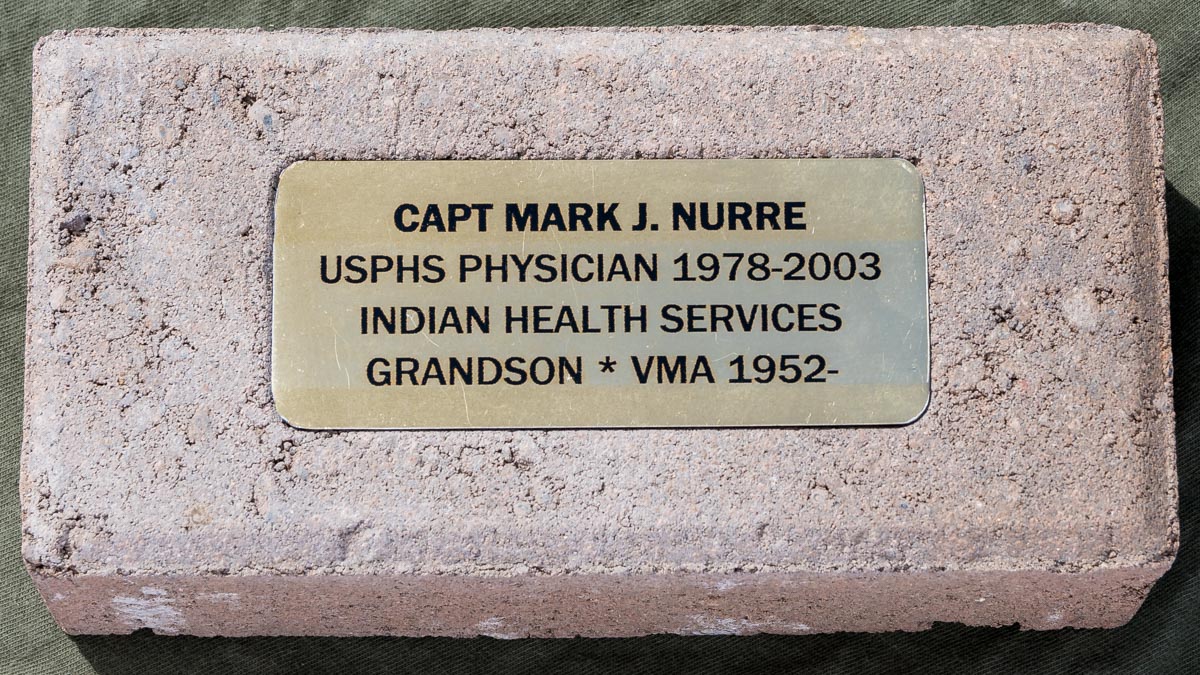 CAPT MARK J. NURRE
USPHS PHYSICIAN 1978-2003
INDIAN HEALTH SERVICES
GRANDSON * VMA 1952-